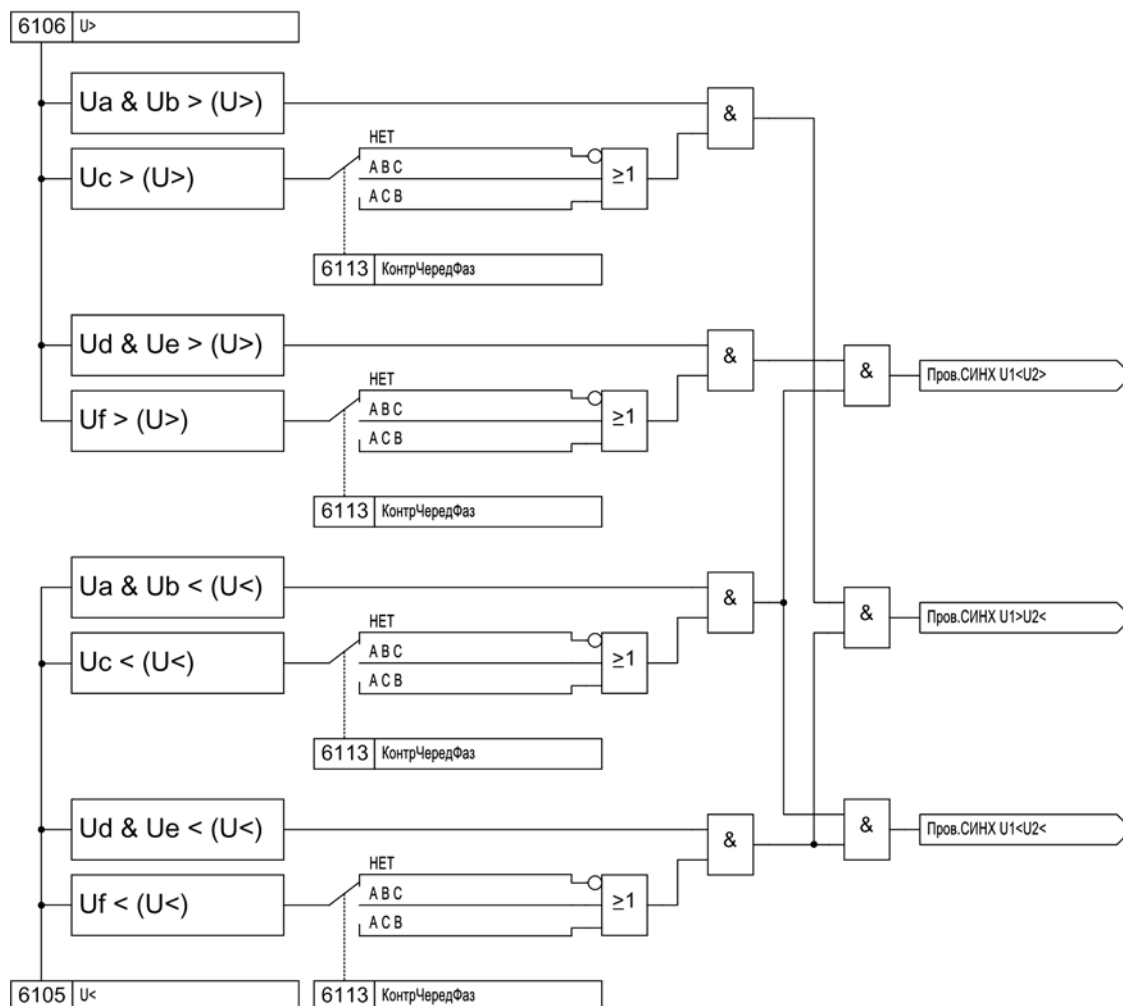 6106 U>
Ua & Ub > (U>)
&
НЕТ
Uc > (U>)
A B C
≥1
A C B
6113 КонтрЧередФаз
Ud & Ue > (U>)
&
&
Пров.СИНХ U1<U2>
НЕТ
Uf > (U>)
A B C
≥1
A C B
6113 КонтрЧередФаз
Ua & Ub < (U<)
&
&
Пров.СИНХ U1>U2<
НЕТ
Uc < (U<)
A B C
≥1
A C B
6113 КонтрЧередФаз
Ud & Ue < (U<)
&
&
Пров.СИНХ U1<U2<
НЕТ
Uf < (U<)
A B C
≥1
A C B
6105 U<
6113 КонтрЧередФаз